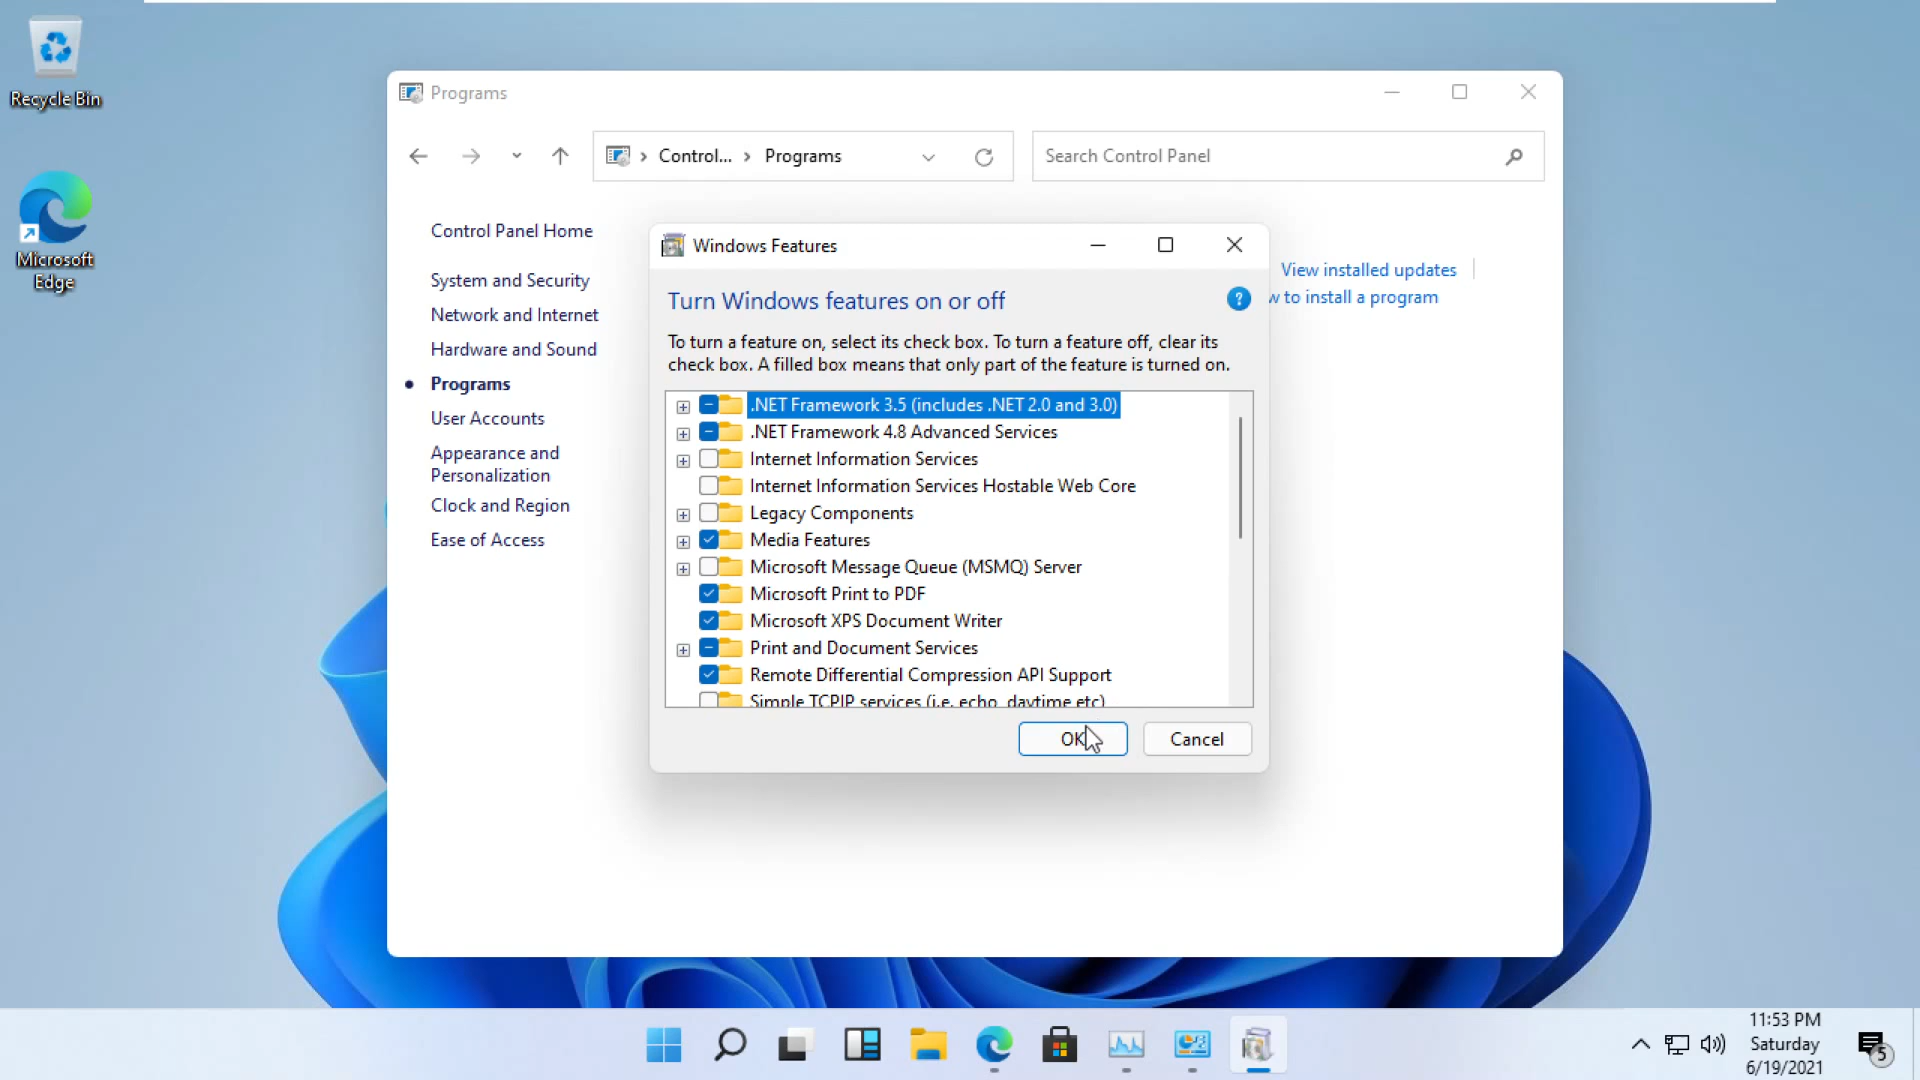 Recycle Bin
Microsoft
Edge
Programs
Control... Programs
Search Control Panel
Control Panel Home
System and Security
Network and Internet
Hardware and Sound
Programs
User Accounts
Appearance and
Personalization
Clock and Region
Ease of Access
View installed updates
w to install a program
Windows Features
Turn Windows features on or off
?
To turn a feature on, select its check box. To turn a feature off, clear its
check box. A filled box means that only part of the feature is turned on.
.NET Framework 3.5 (includes .NET 2.0 and 3.0)
.NET Framework 4.8 Advanced Services
Internet Information Services
Internet Information Services Hostable Web Core
Legacy Components
Media Features
Microsoft Message Queue (MSMQ) Server
Microsoft Print to PDF
Microsoft XPS Document Writer
Print and Document Services
Remote Differential Compression API Support
Simple TCPIP services (i.e. echo, daytime etc)
OK
Cancel
11:53 PM
Saturday
6/19/2021
5